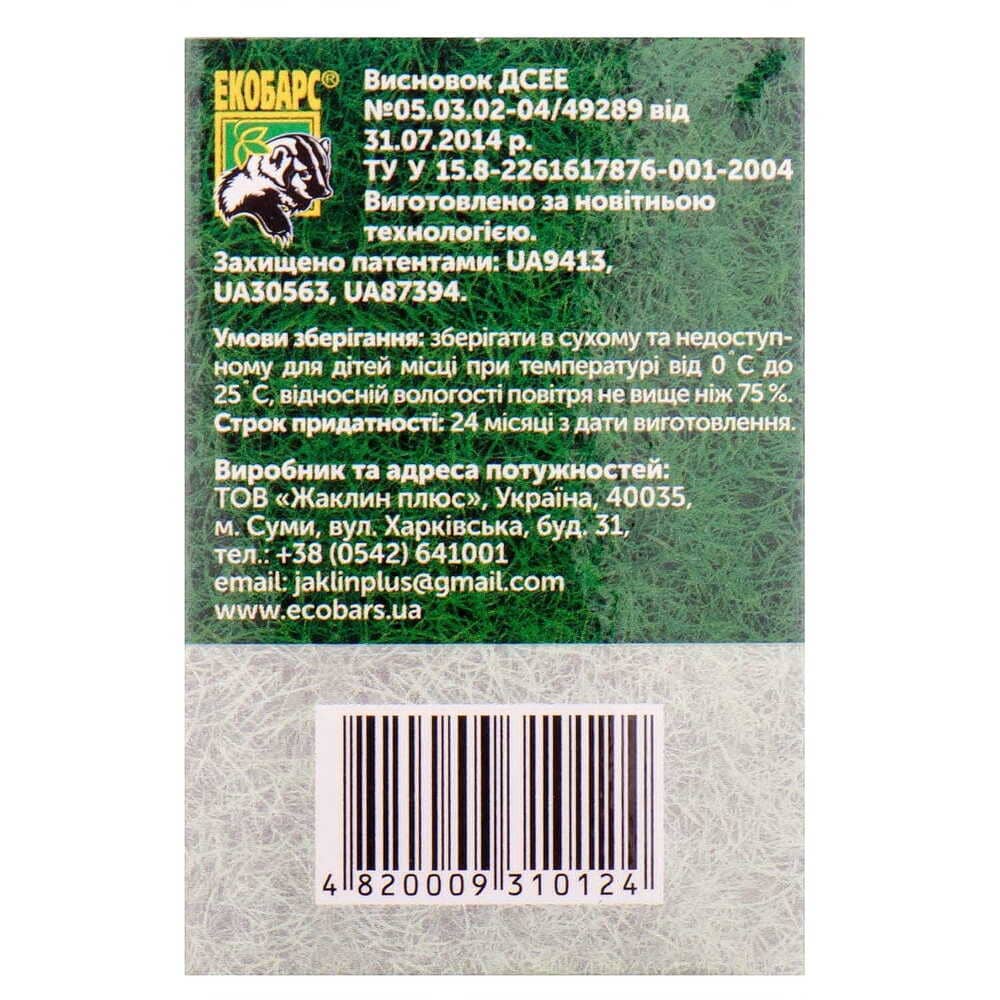 ЕКОБАРС®
Висновок ДСЕЕ
№05.03.02-04/49289 від
31.07.2014 р.
ТУ У 15.8-2261617876-001-2004
Виготовлено за новітньою
технологією.
Захищено патентами: UA9413,
UA30563, UA87394.
Умови зберігання: зберігати в сухому та недоступ-
ному для дітей місці при температурі від 0˚С до
25˚С, відносній вологості повітря не вище ніж 75 %.
Строк придатності: 24 місяці з дати виготовлення.
Виробник та адреса потужностей:
ТОВ «Жаклин плюс», Україна, 40035,
м. Суми, вул. Харківська, буд. 31,
тел.: +38 (0542) 641001
email: jaklinplus@gmail.com
www.ecobars.ua
4 820009 310124